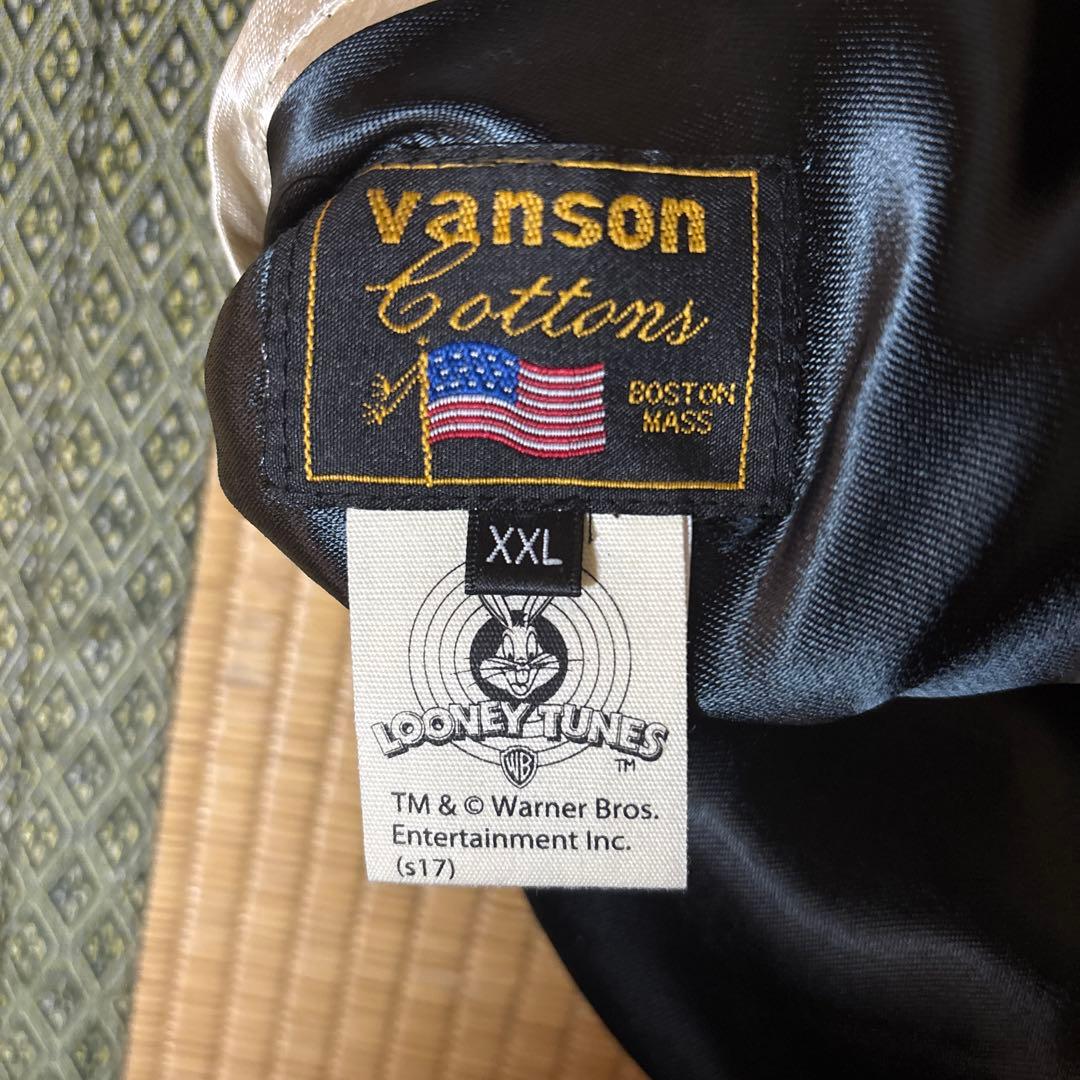 vanson
Cottons
BOSTON
MASS
XXL
LOONEY TUNES
WB
TM
TM & © Warner Bros.
Entertainment Inc.
(s17)